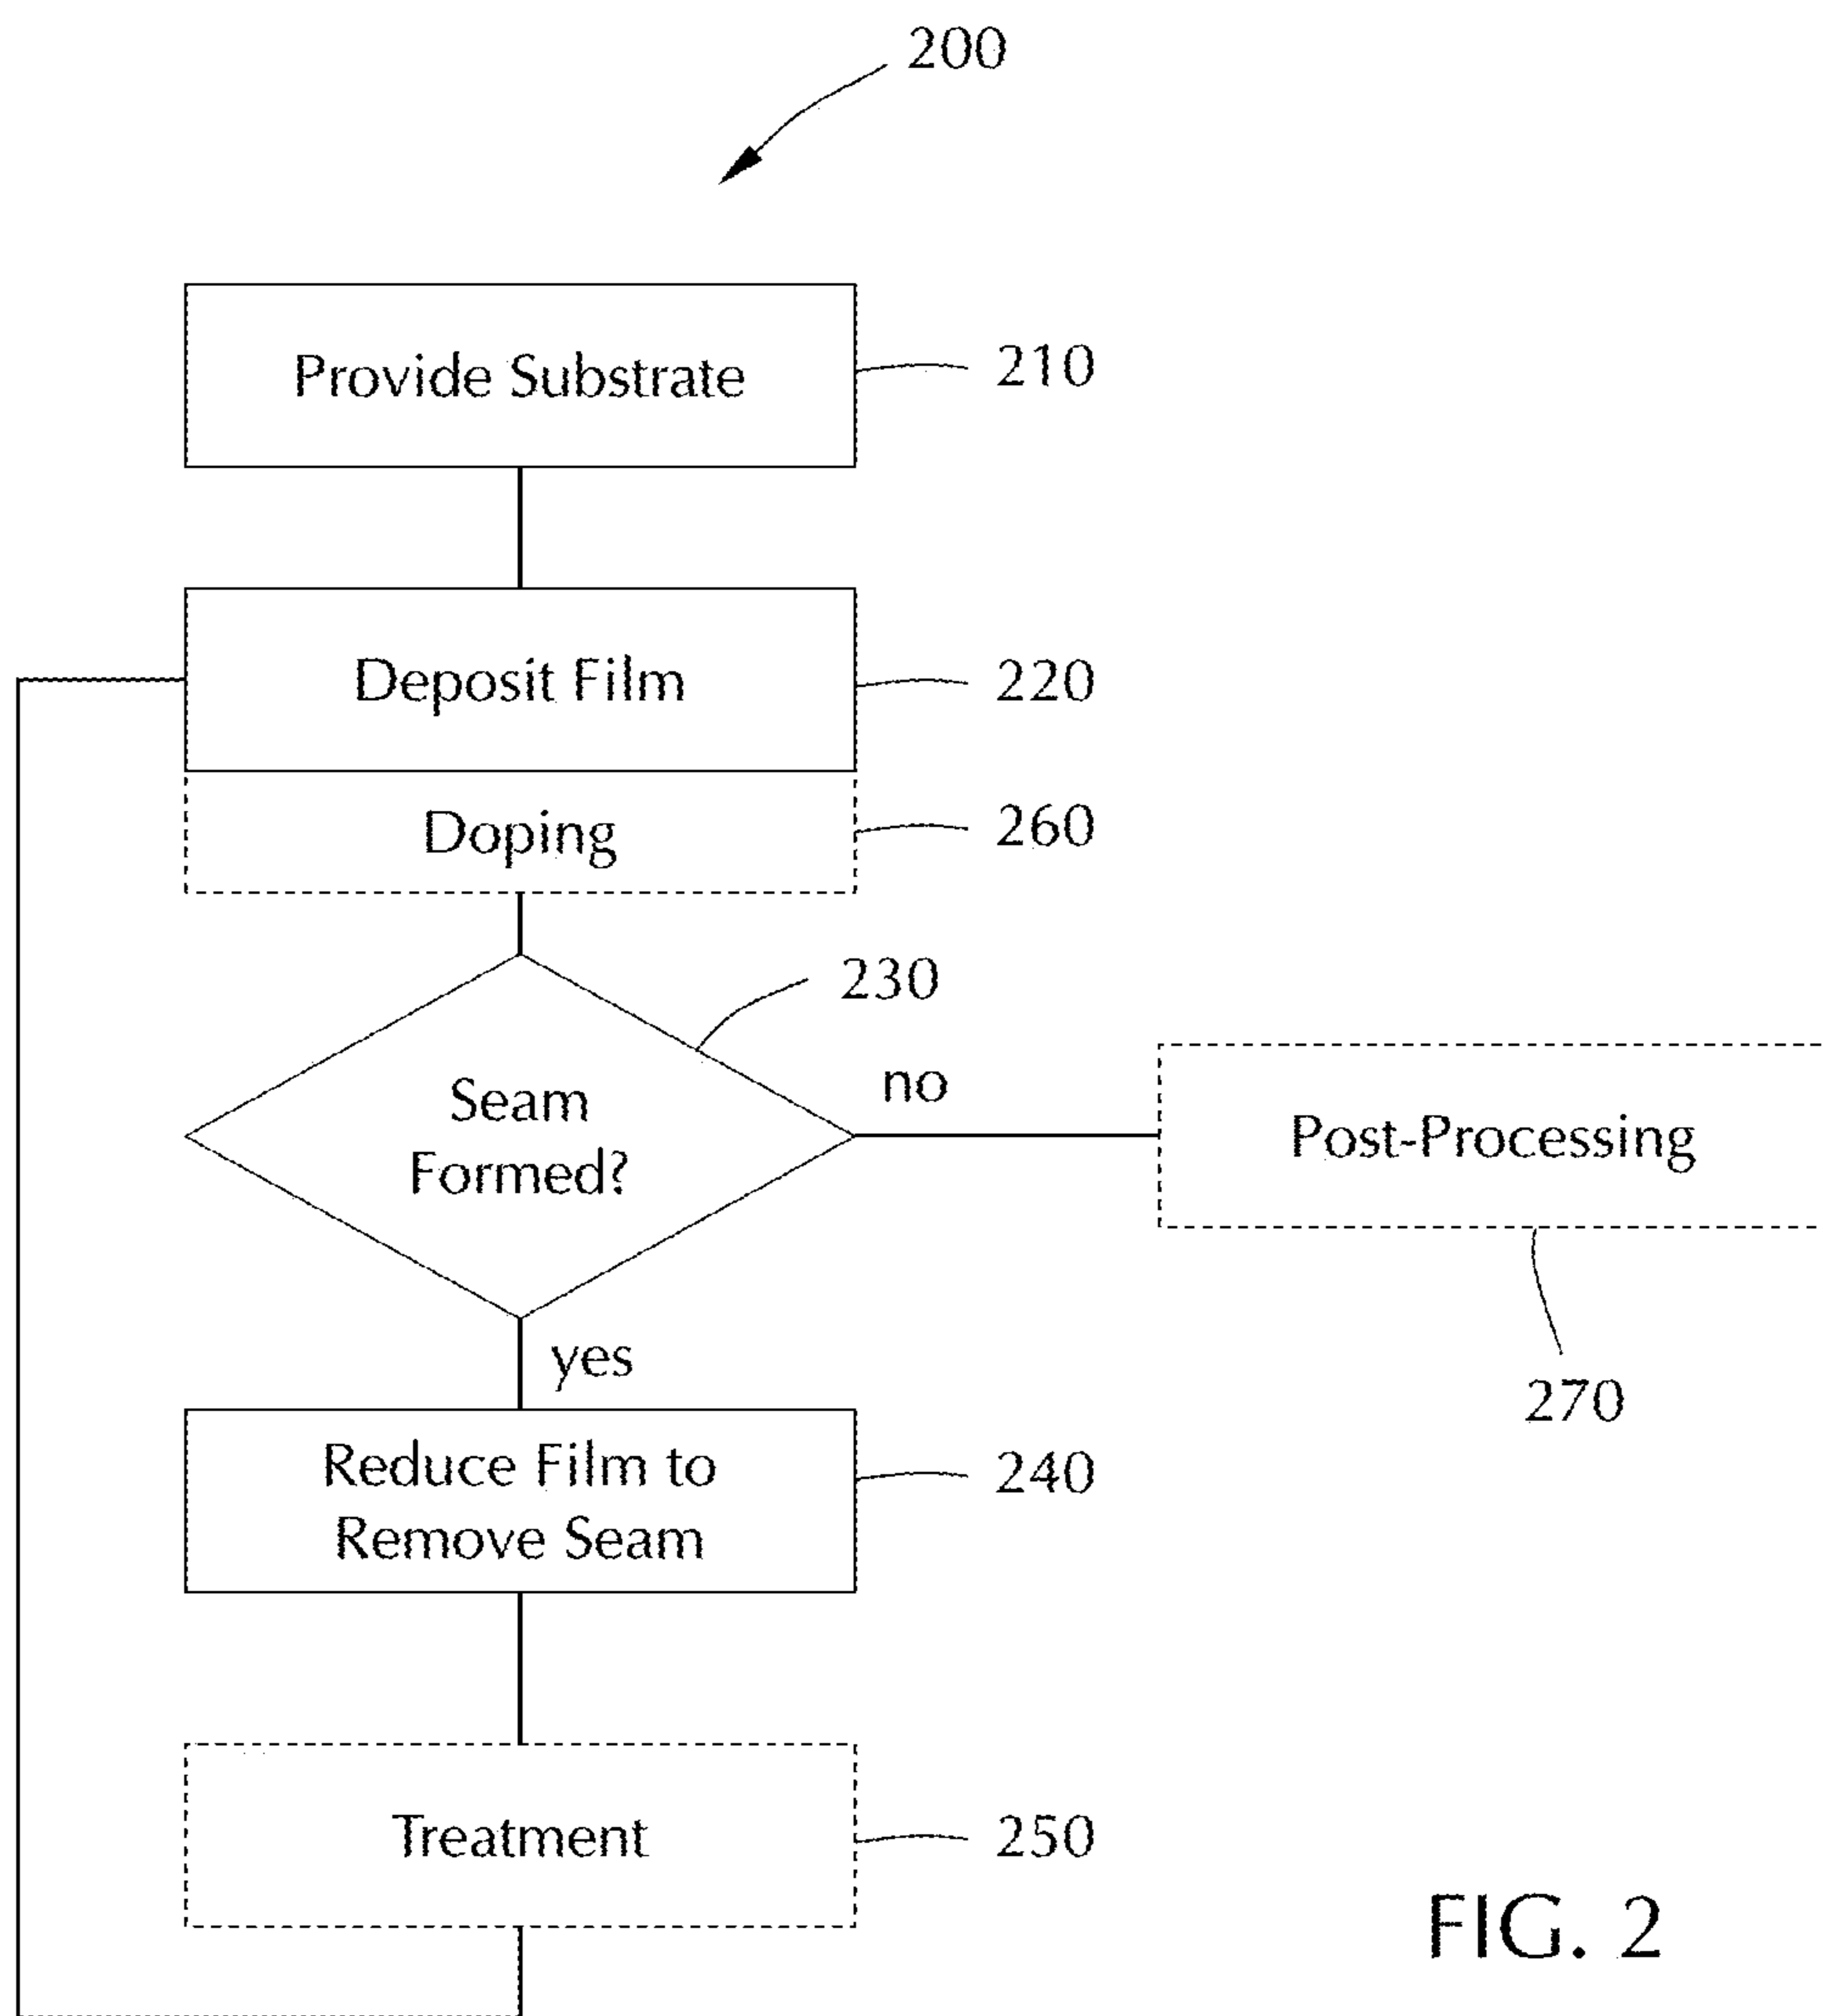 200
Provide Substrate
210
Deposit Film
220
Doping
260
230
Seam
Formed?
no
Post-Processing
270
yes
Reduce Film to
Remove Seam
240
Treatment
250
FIG. 2